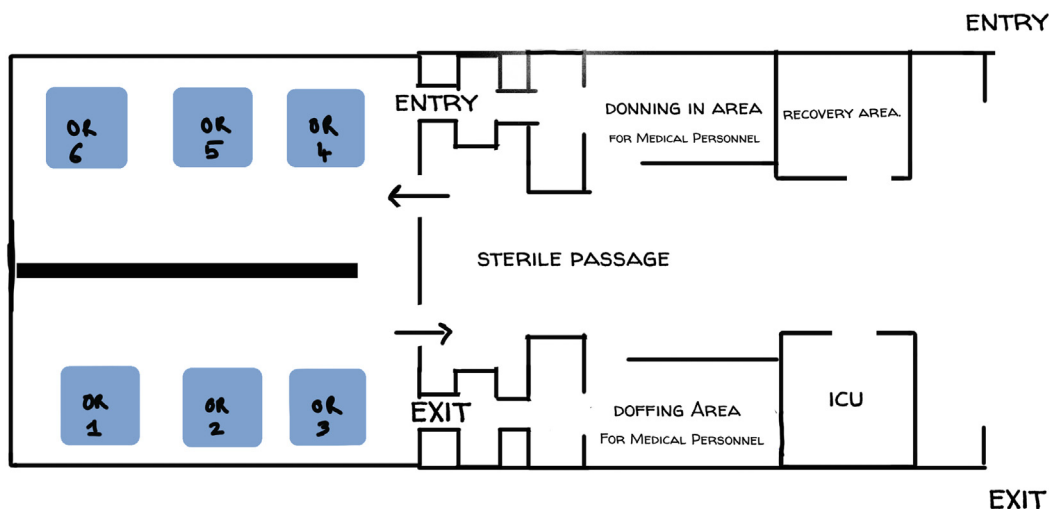 ENTRY
ENTRY
DONNING IN AREA
FOR MEDICAL PERSONNEL
RECOVERY AREA.
OR
6
OR
5
OR
4
STERILE PASSAGE
OR
1
OR
2
OR
3
EXIT
DOFFING AREA
FOR MEDICAL PERSONNEL
ICU
EXIT